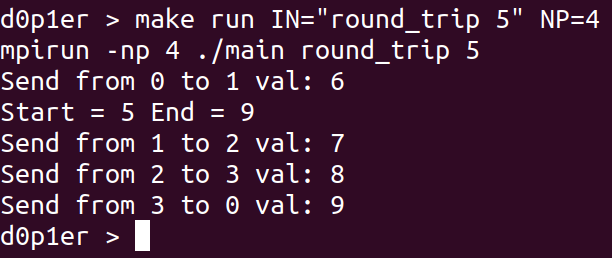 d0p1er > make run IN="round_trip 5" NP=4
mpirun -np 4 ./main round_trip 5
Send from 0 to 1 val: 6
Start = 5 End = 9
Send from 1 to 2 val: 7
Send from 2 to 3 val: 8
Send from 3 to 0 val: 9
d0p1er >